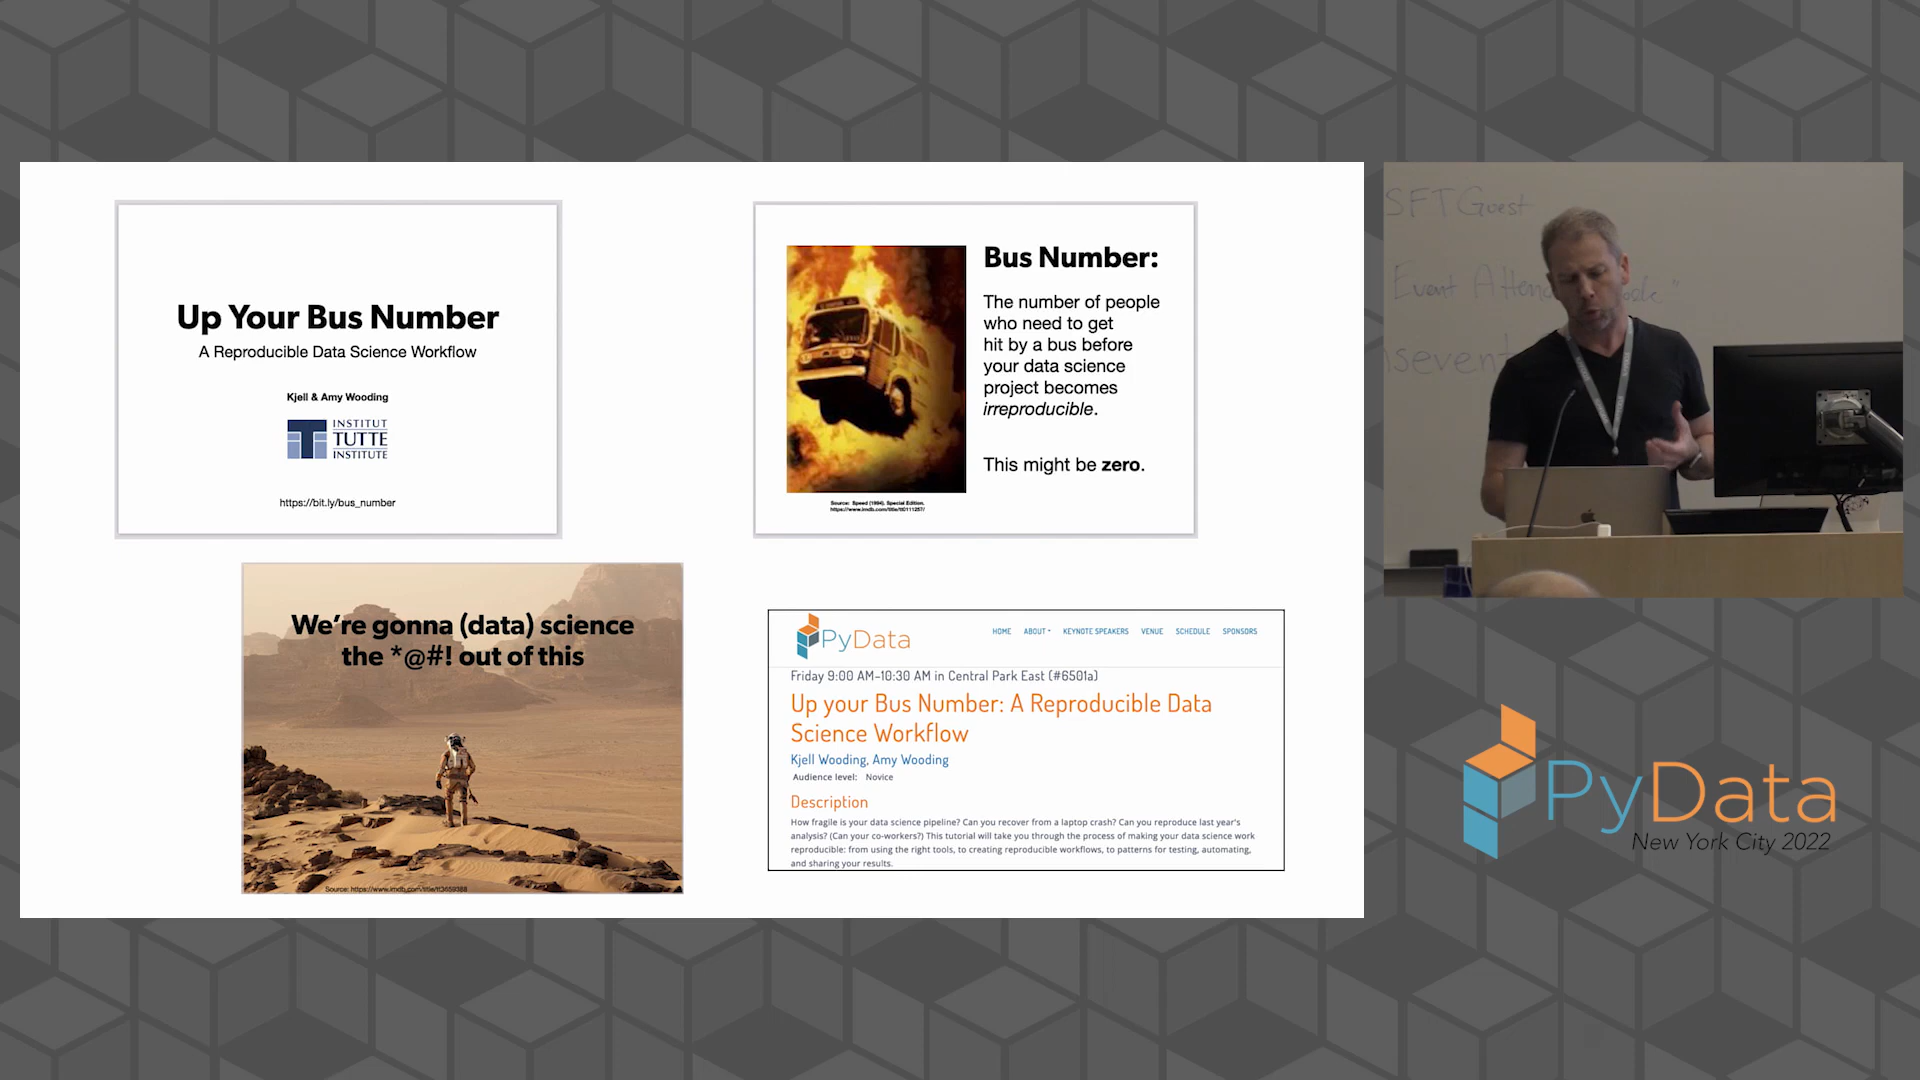 Up Your Bus Number
A Reproducible Data Science Workflow
Kjell & Amy Wooding
INSTITUT
TUTTE
INSTITUTE
https://bit.ly/bus_number
Bus Number:
The number of people
who need to get
hit by a bus before
your data science
project becomes
irreproducible.
This might be zero.
Source: Speed (1994), Special Edition,
https://www.imdb.com/title/tt0111257/
We're gonna (data) science
the *@#! out of this
Source: https://www.imdb.com/title/tt3659388
PyData
HOME ABOUT KEYNOTE SPEAKERS VENUE SCHEDULE SPONSORS
Friday 9:00 AM–10:30 AM in Central Park East (#6501a)
Up your Bus Number: A Reproducible Data
Science Workflow
Kjell Wooding, Amy Wooding
Audience level: Novice
Description
How fragile is your data science pipeline? Can you recover from a laptop crash? Can you reproduce last year's
analysis? (Can your co-workers?) This tutorial will take you through the process of making your data science work
reproducible: from using the right tools, to creating reproducible workflows, to patterns for testing, automating,
and sharing your results.
SFTGuest
Event
PyData
New York City 2022